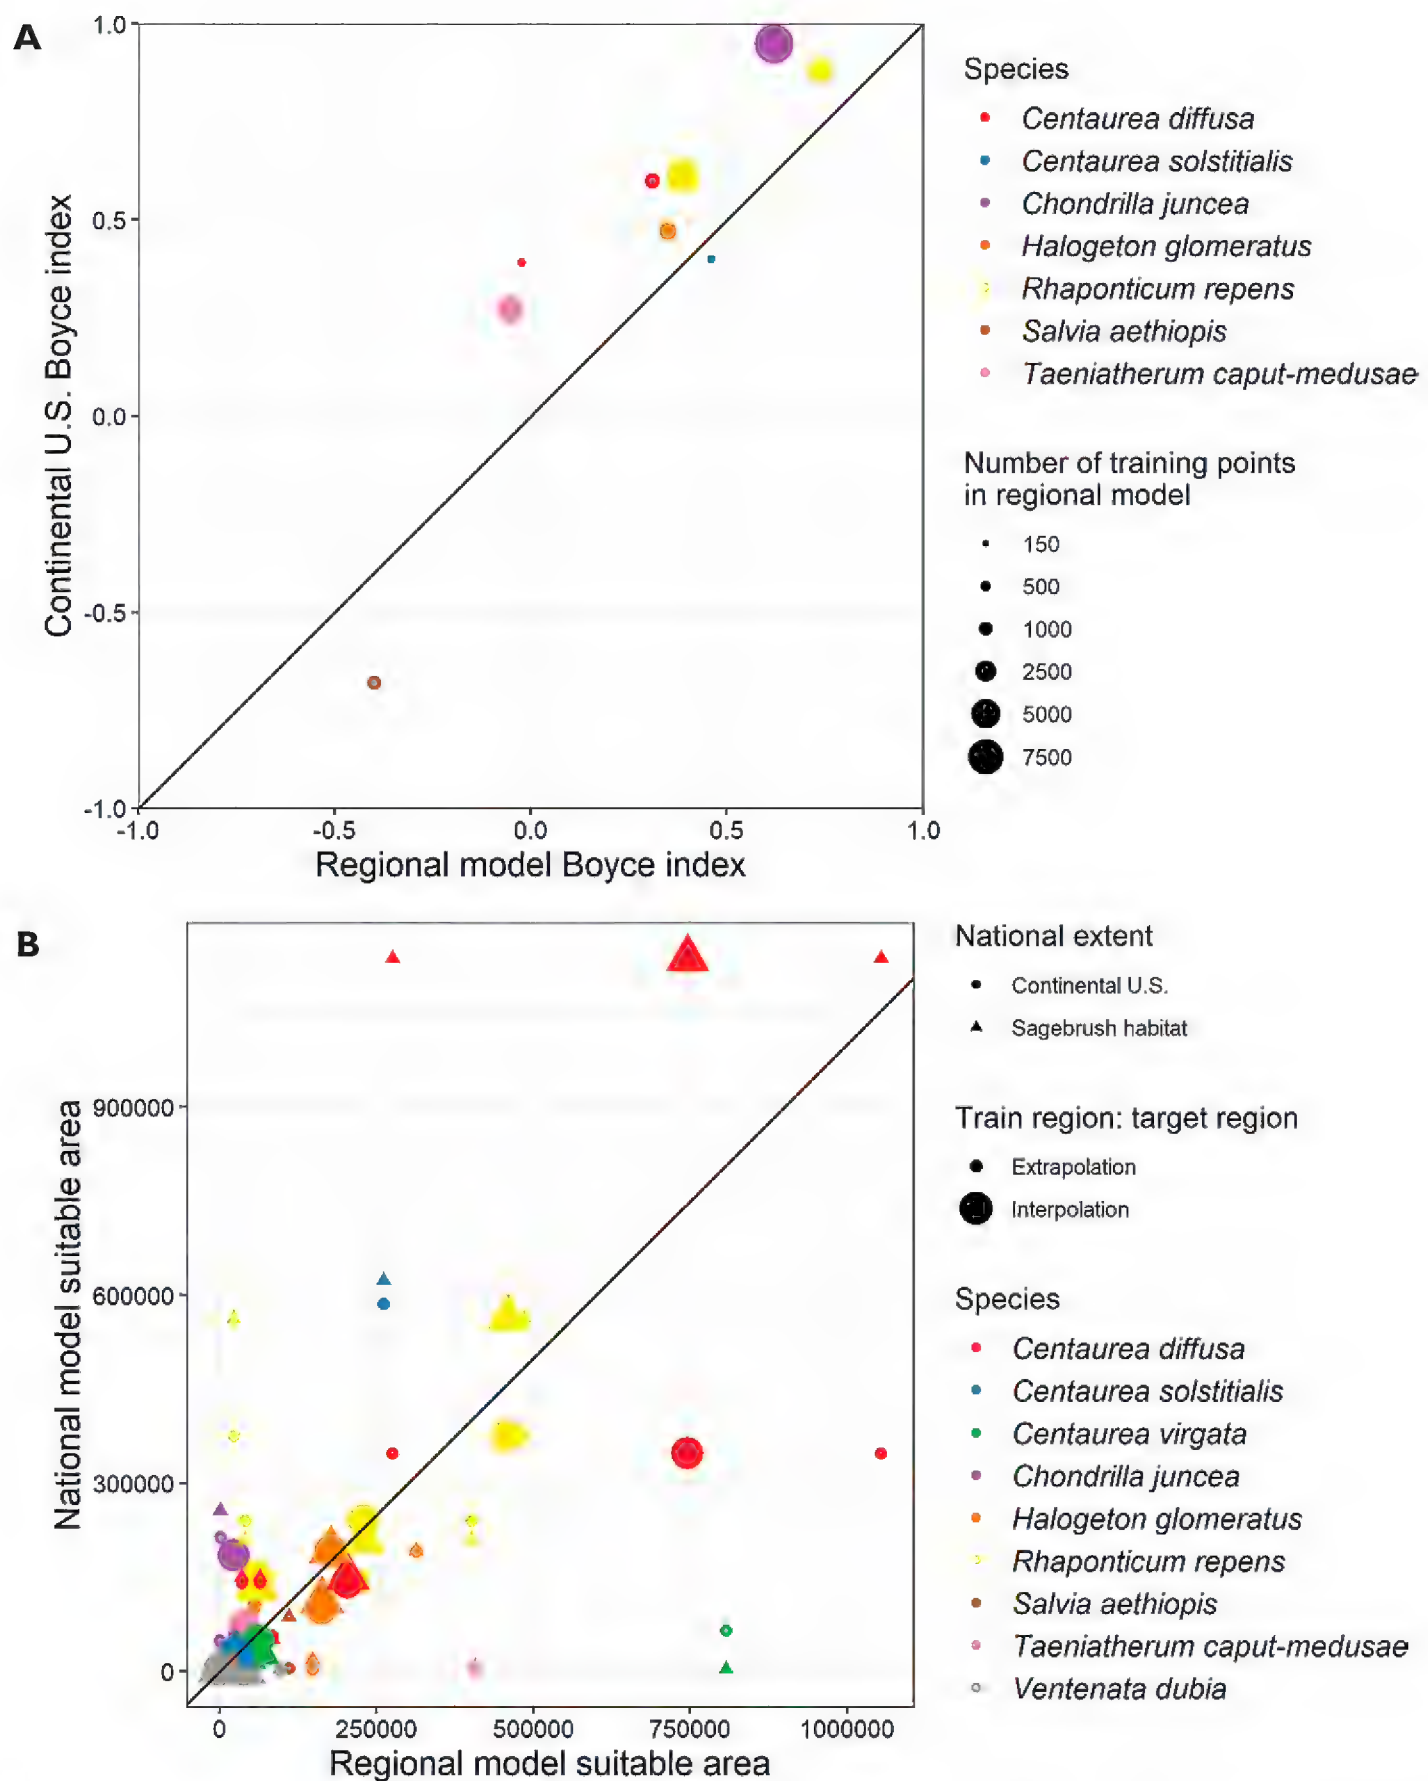 A
1.0
0.5
0.0
-0.5
-1.0
-1.0
-0.5
0.0
0.5
1.0
Continental U.S. Boyce index
Regional model Boyce index
Species
Centaurea diffusa
Centaurea solstitialis
Chondrilla juncea
Halogeton glomeratus
Rhaponticum repens
Salvia aethiopis
Taeniatherum caput-medusae
Number of training points
in regional model
150
500
1000
2500
5000
7500
B
900000
600000
300000
0
0
250000
500000
750000
1000000
National model suitable area
Regional model suitable area
National extent
Continental U.S.
Sagebrush habitat
Train region: target region
Extrapolation
Interpolation
Species
Centaurea diffusa
Centaurea solstitialis
Centaurea virgata
Chondrilla juncea
Halogeton glomeratus
Rhaponticum repens
Salvia aethiopis
Taeniatherum caput-medusae
Ventenata dubia